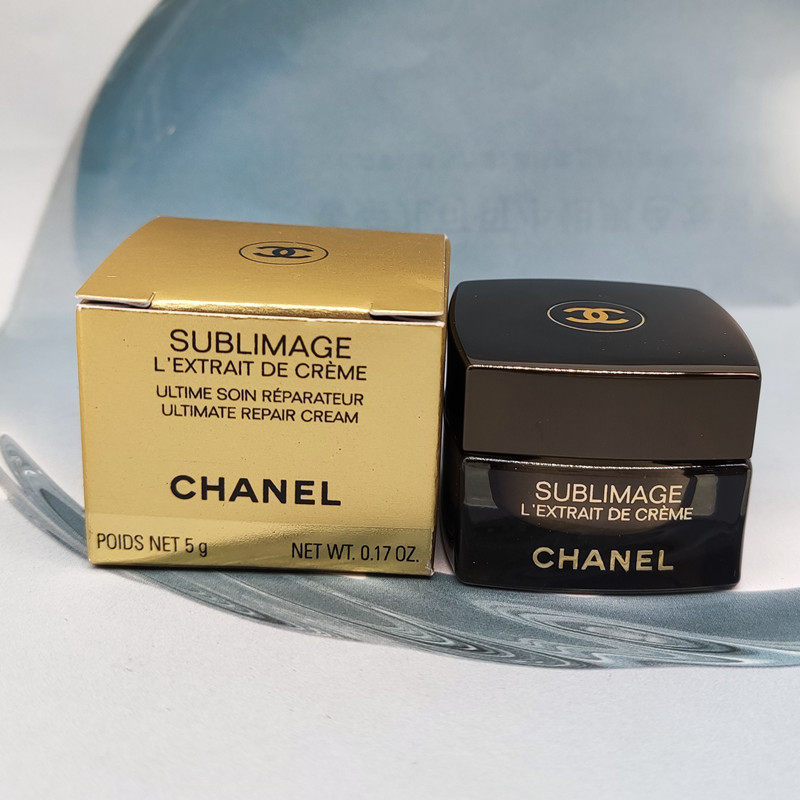 SUBLIMAGE
L'EXTRAIT DE CRÈME
ULTIME SOIN RÉPARATEUR
ULTIMATE REPAIR CREAM
CHANEL
POIDS NET 5 g
NET WT. 0.17 OZ.
SUBLIMAGE
L'EXTRAIT DE CRÈME
CHANEL